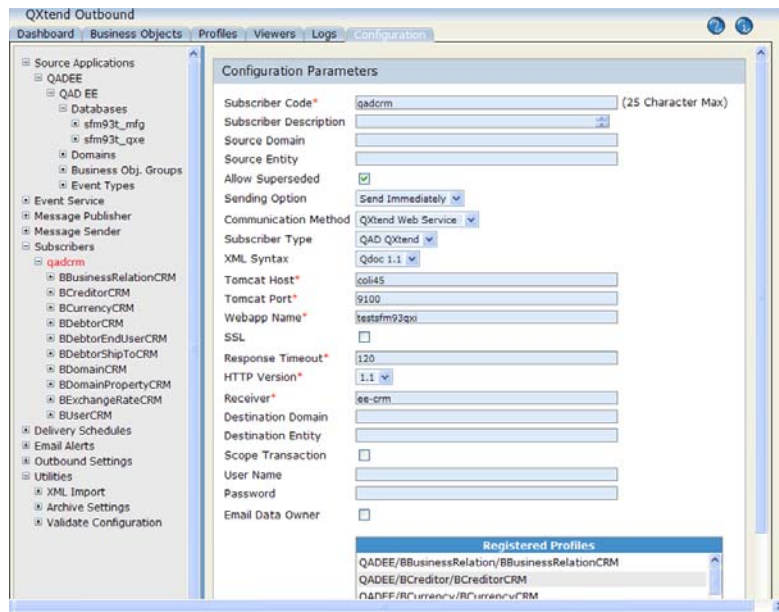 QXtend Outbound
Dashboard Business Objects Profiles Viewers Logs Configuration
Source Applications
QADEE
QAD EE
Databases
sfm93t_mfg
sfm93t_qxe
Domains
Business Obj. Groups
Event Types
Event Service
Message Publisher
Message Sender
Subscribers
qadcrm
BBusinessRelationCRM
BCreditorCRM
BCurrencyCRM
BDebtorCRM
BDebtorEndUserCRM
BDebtorShipToCRM
BDomainCRM
BDomainPropertyCRM
BExchangeRateCRM
BUserCRM
Delivery Schedules
Email Alerts
Outbound Settings
Utilities
XML Import
Archive Settings
Validate Configuration
Configuration Parameters
Subscriber Code* qadcrm (25 Character Max)
Subscriber Description
Source Domain
Source Entity
Allow Superseded
Sending Option Send Immediately
Communication Method QXtend Web Service
Subscriber Type QAD QXtend
XML Syntax Qdoc 1.1
Tomcat Host* coli45
Tomcat Port* 9100
Webapp Name* testsfm93qxi
SSL
Response Timeout* 120
HTTP Version* 1.1
Receiver* ee-crm
Destination Domain
Destination Entity
Scope Transaction
User Name
Password
Email Data Owner
Registered Profiles
QADEE/BBusinessRelation/BBusinessRelationCRM
QADEE/BCreditor/BCreditorCRM
QADEE/BCurrency/BCurrencyCRM